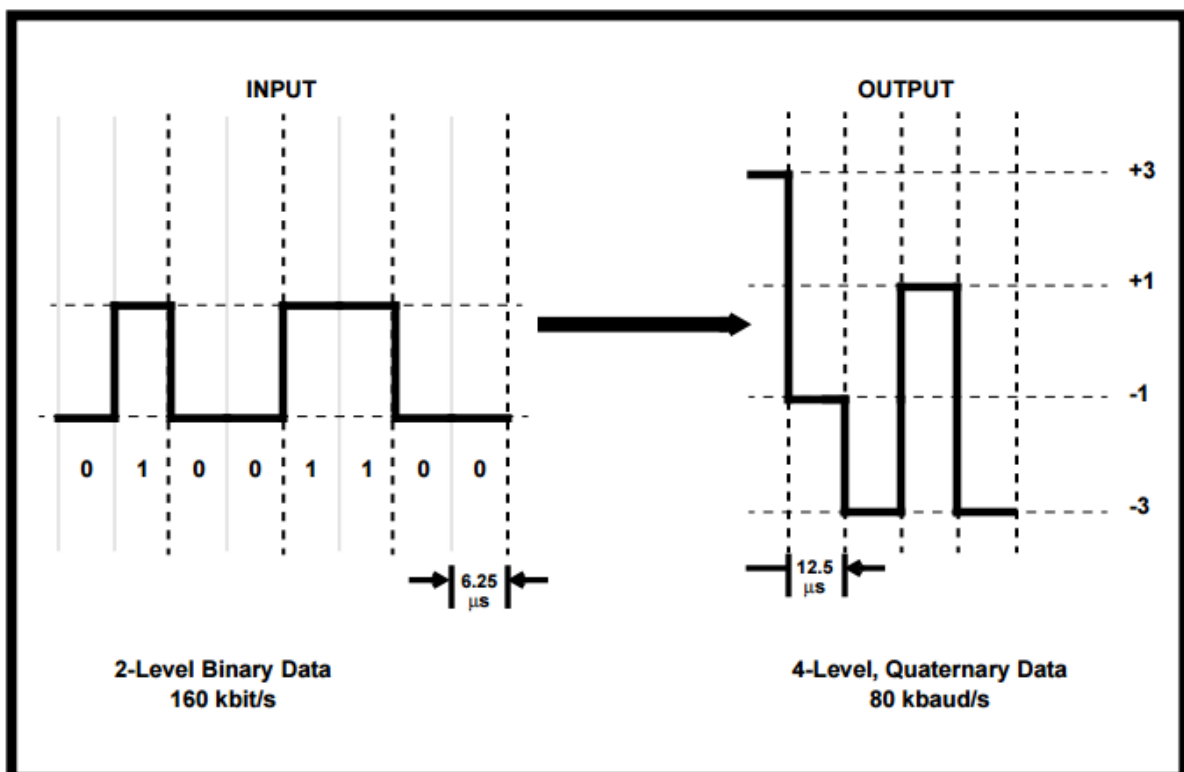 INPUT
OUTPUT
+3
+1
-1
-3
0 1 0 0 1 1 0 0
6.25
μs
12.5
μs
2-Level Binary Data
160 kbit/s
4-Level, Quaternary Data
80 kbaud/s